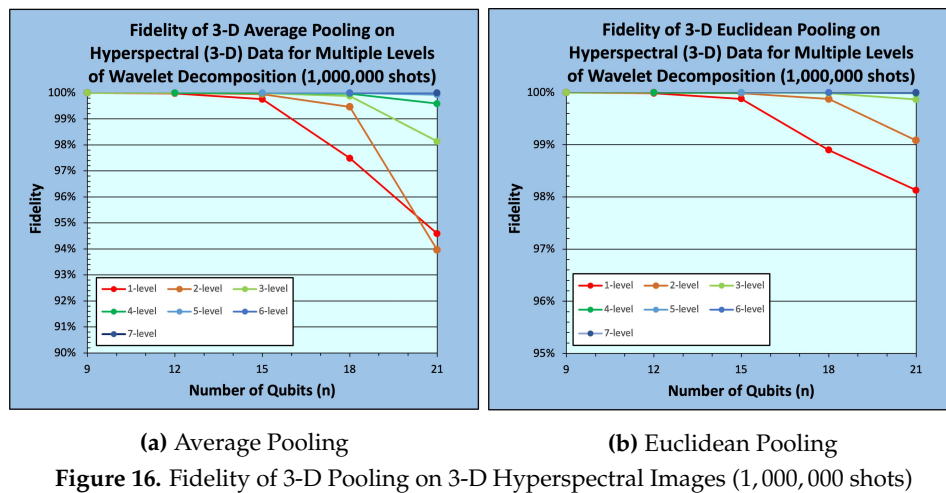 Fidelity of 3-D Average Pooling on
Hyperspectral (3-D) Data for Multiple Levels
of Wavelet Decomposition (1,000,000 shots)
100%
99%
98%
97%
96%
95%
94%
93%
92%
91%
90%
Fidelity
1-level 2-level 3-level
4-level 5-level 6-level
7-level
9 12 15 18 21
Number of Qubits (n)
(a) Average Pooling
Fidelity of 3-D Euclidean Pooling on
Hyperspectral (3-D) Data for Multiple Levels
of Wavelet Decomposition (1,000,000 shots)
100%
99%
98%
97%
96%
95%
Fidelity
1-level 2-level 3-level
4-level 5-level 6-level
7-level
9 12 15 18 21
Number of Qubits (n)
(b) Euclidean Pooling
Figure 16. Fidelity of 3-D Pooling on 3-D Hyperspectral Images (1, 000, 000 shots)